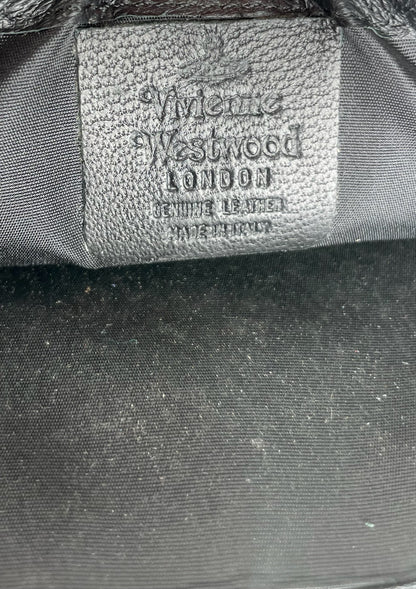 Vivienne
Westwood
LONDON
GENUINE LEATHER
MADE IN ITALY